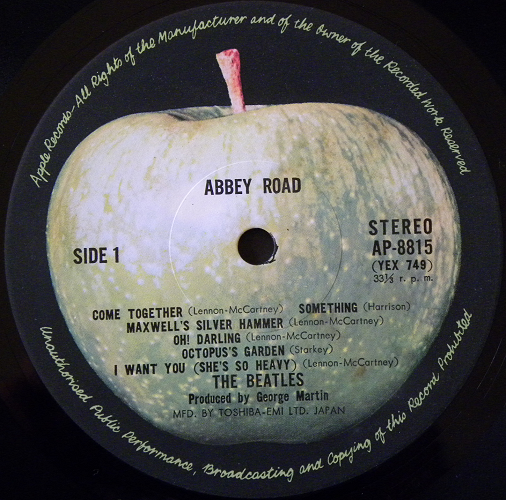 Apple Records-All Rights of the Manufacturer and of the Owner of the Recorded Work Reserved
ABBEY ROAD
SIDE 1
STEREO
AP-8815
(YEX 749)
33⅓ r. p. m.
COME TOGETHER (Lennon-McCartney) SOMETHING (Harrison)
MAXWELL'S SILVER HAMMER (Lennon-McCartney)
OH! DARLING (Lennon-McCartney)
OCTOPUS'S GARDEN (Starkey)
I WANT YOU (SHE'S SO HEAVY) (Lennon-McCartney)
THE BEATLES
Produced by George Martin
MFD. BY TOSHIBA-EMI LTD. JAPAN
Unauthorised Public Performance, Broadcasting and Copying of this Record Prohibited